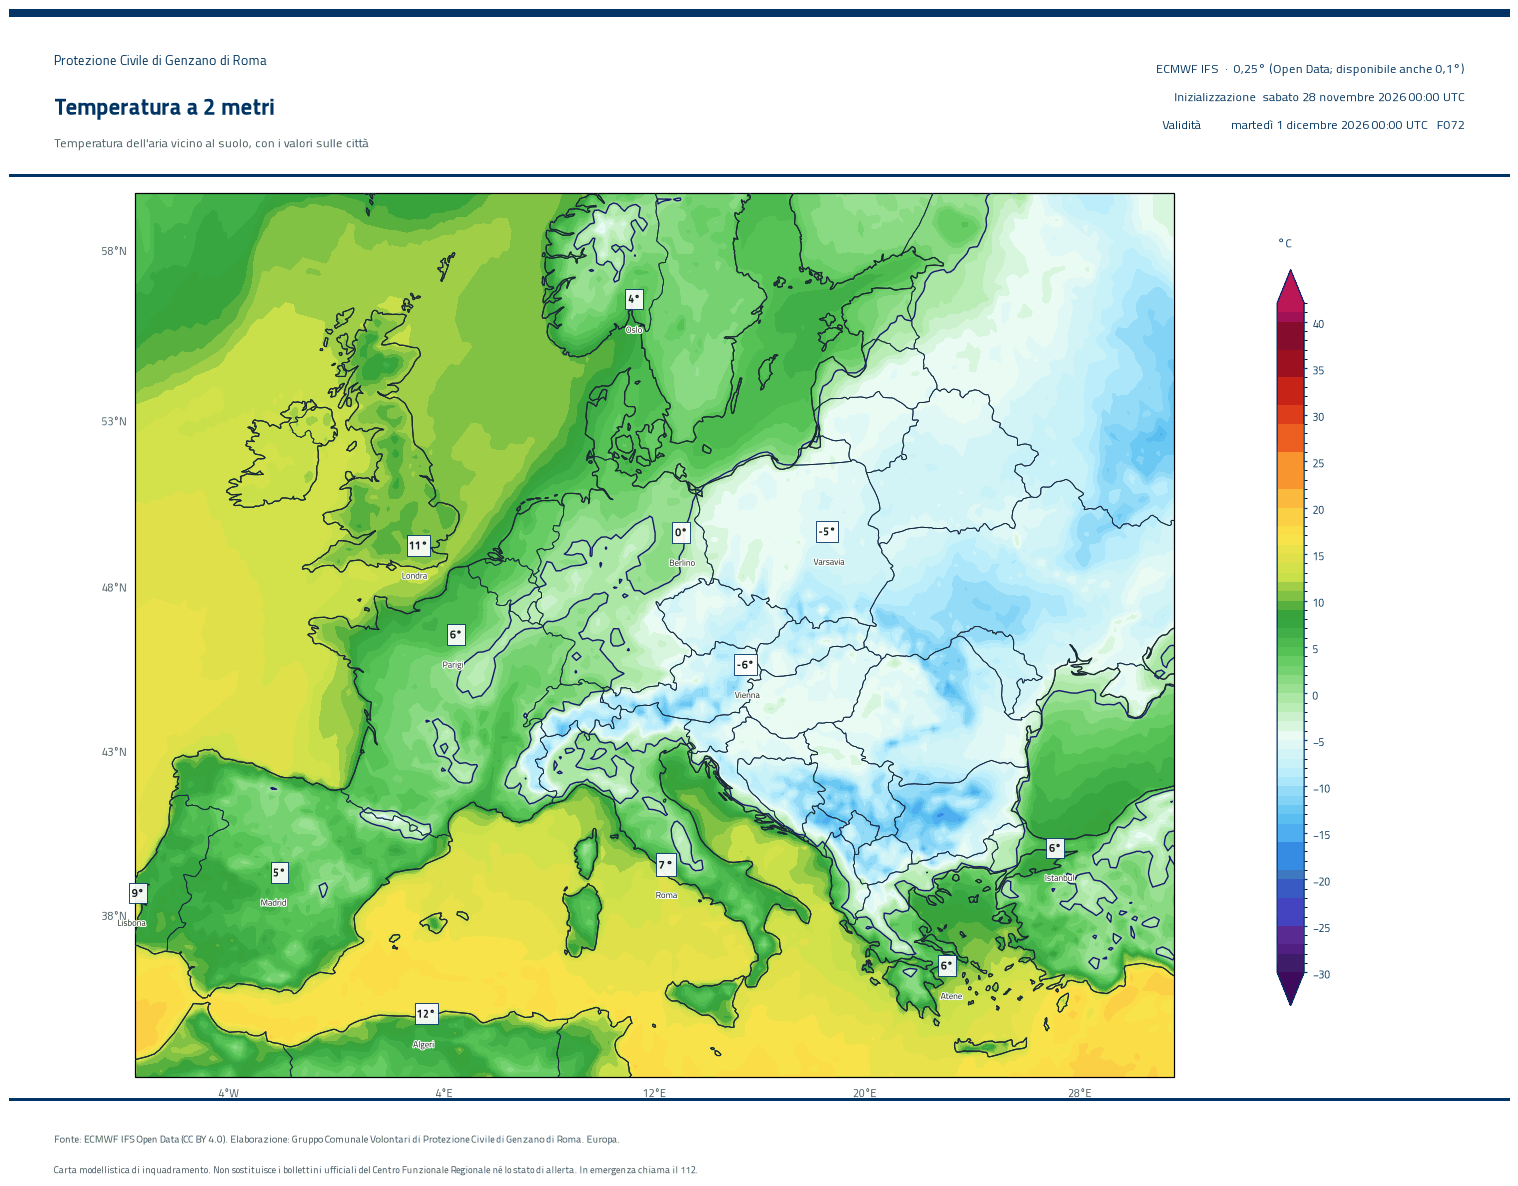 Protezione Civile di Genzano di Roma
Temperatura a 2 metri
Temperatura dell'aria vicino al suolo, con i valori sulle città
ECMWF IFS · 0,25° (Open Data; disponibile anche 0,1°)
Inizializzazione sabato 28 novembre 2026 00:00 UTC
Validità martedì 1 dicembre 2026 00:00 UTC F072
58°N
53°N
48°N
43°N
38°N
4°W
4°E
12°E
20°E
28°E
4°
Oslo
11°
Londra
0°
Berlino
-5°
Varsavia
6°
Parigi
-6°
Vienna
5°
Madrid
9°
Lisbona
7°
Roma
6°
Istanbul
6°
Atene
12°
Algeri
°C
40
35
30
25
20
15
10
5
0
−5
−10
−15
−20
−25
−30
Fonte: ECMWF IFS Open Data (CC BY 4.0). Elaborazione: Gruppo Comunale Volontari di Protezione Civile di Genzano di Roma. Europa.
Carta modellistica di inquadramento. Non sostituisce i bollettini ufficiali del Centro Funzionale Regionale né lo stato di allerta. In emergenza chiama il 112.